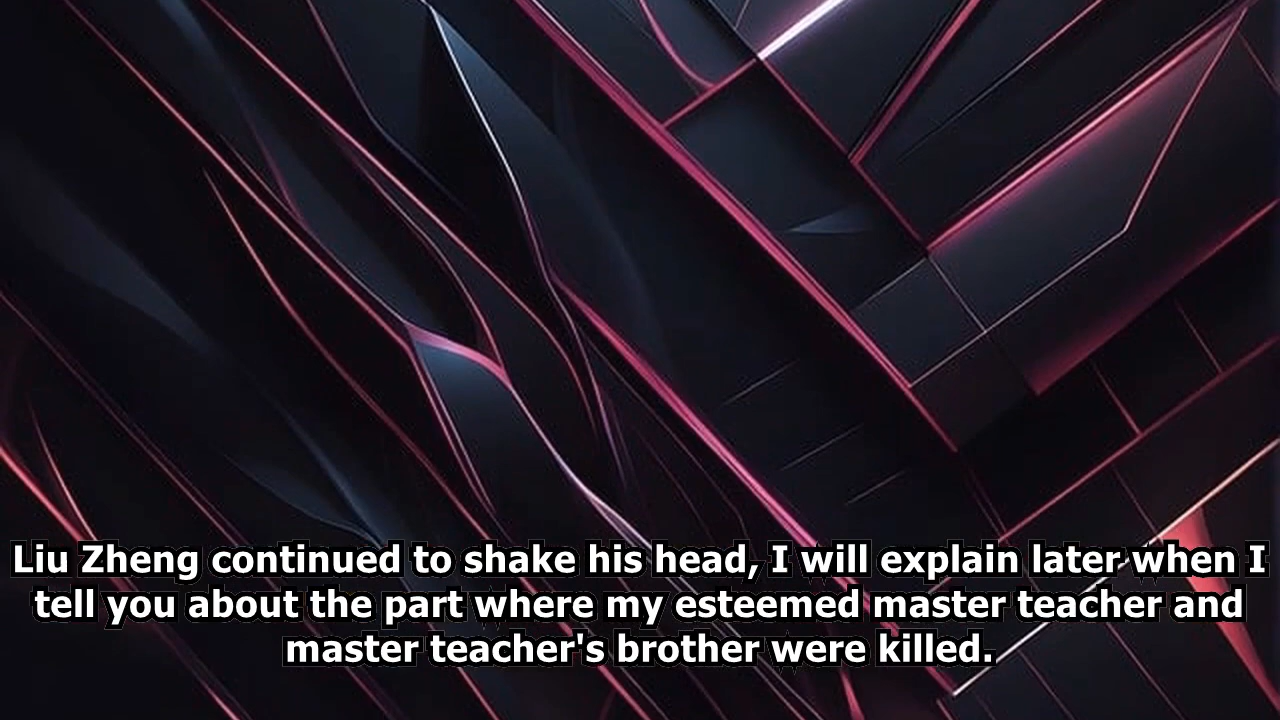 Liu Zheng continued to shake his head, I will explain later when I
tell you about the part where my esteemed master teacher and
master teacher's brother were killed.